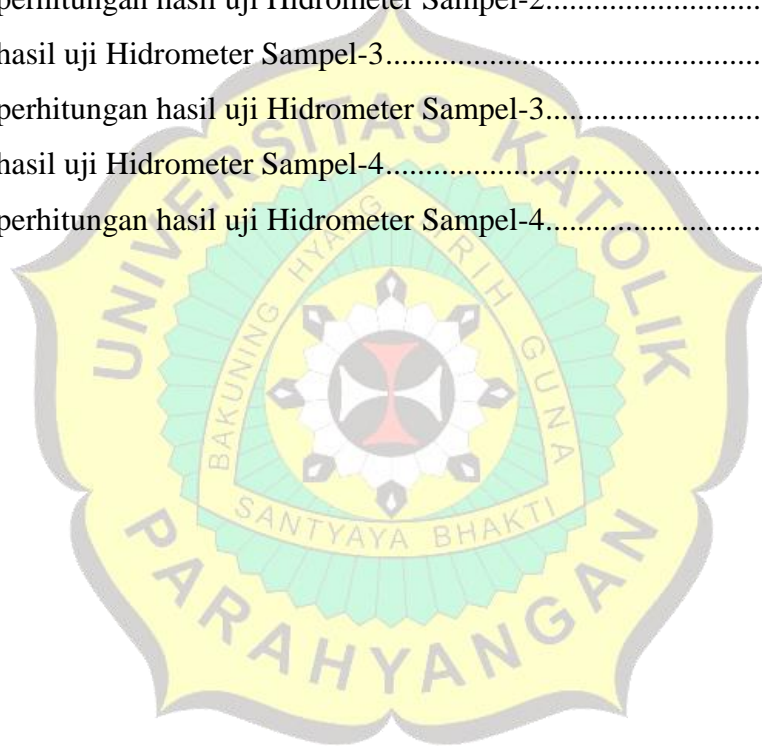 perhitungan hasil uji Hidrometer Sampel-2............................
hasil uji Hidrometer Sampel-3................................................
perhitungan hasil uji Hidrometer Sampel-3............................
hasil uji Hidrometer Sampel-4................................................
perhitungan hasil uji Hidrometer Sampel-4............................
UNIVERSITAS KATOLIK
BAKUNING HYANG MRIH GUNA
SANTYAYA BHAKTI
PARAHYANGAN